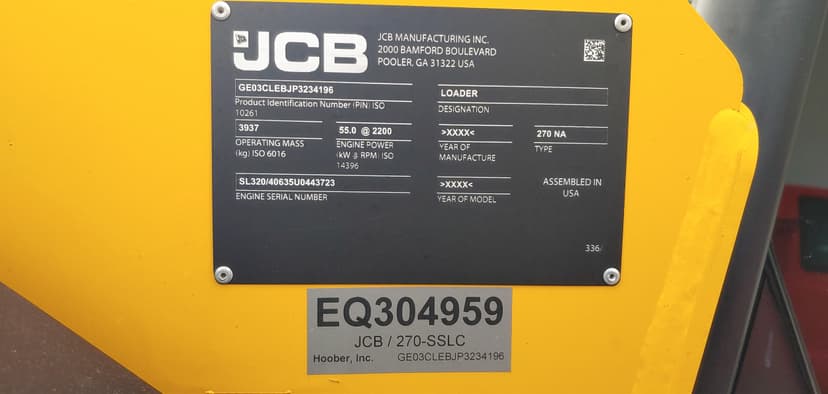 JCB
JCB MANUFACTURING INC.
2000 BAMFORD BOULEVARD
POOLER, GA 31322 USA
GE03CLEBJP3234196
Product Identification Number (PIN) ISO
10261
LOADER
DESIGNATION
3937
OPERATING MASS
(kg) ISO 6016
55.0 @ 2200
ENGINE POWER
(kW @ RPM) ISO
14396
>XXXX<
YEAR OF
MANUFACTURE
270 NA
TYPE
SL320/40635U0443723
ENGINE SERIAL NUMBER
>XXXX<
YEAR OF MODEL
ASSEMBLED IN
USA
336/
EQ304959
JCB / 270-SSLC
Hoober, Inc. GE03CLEBJP3234196